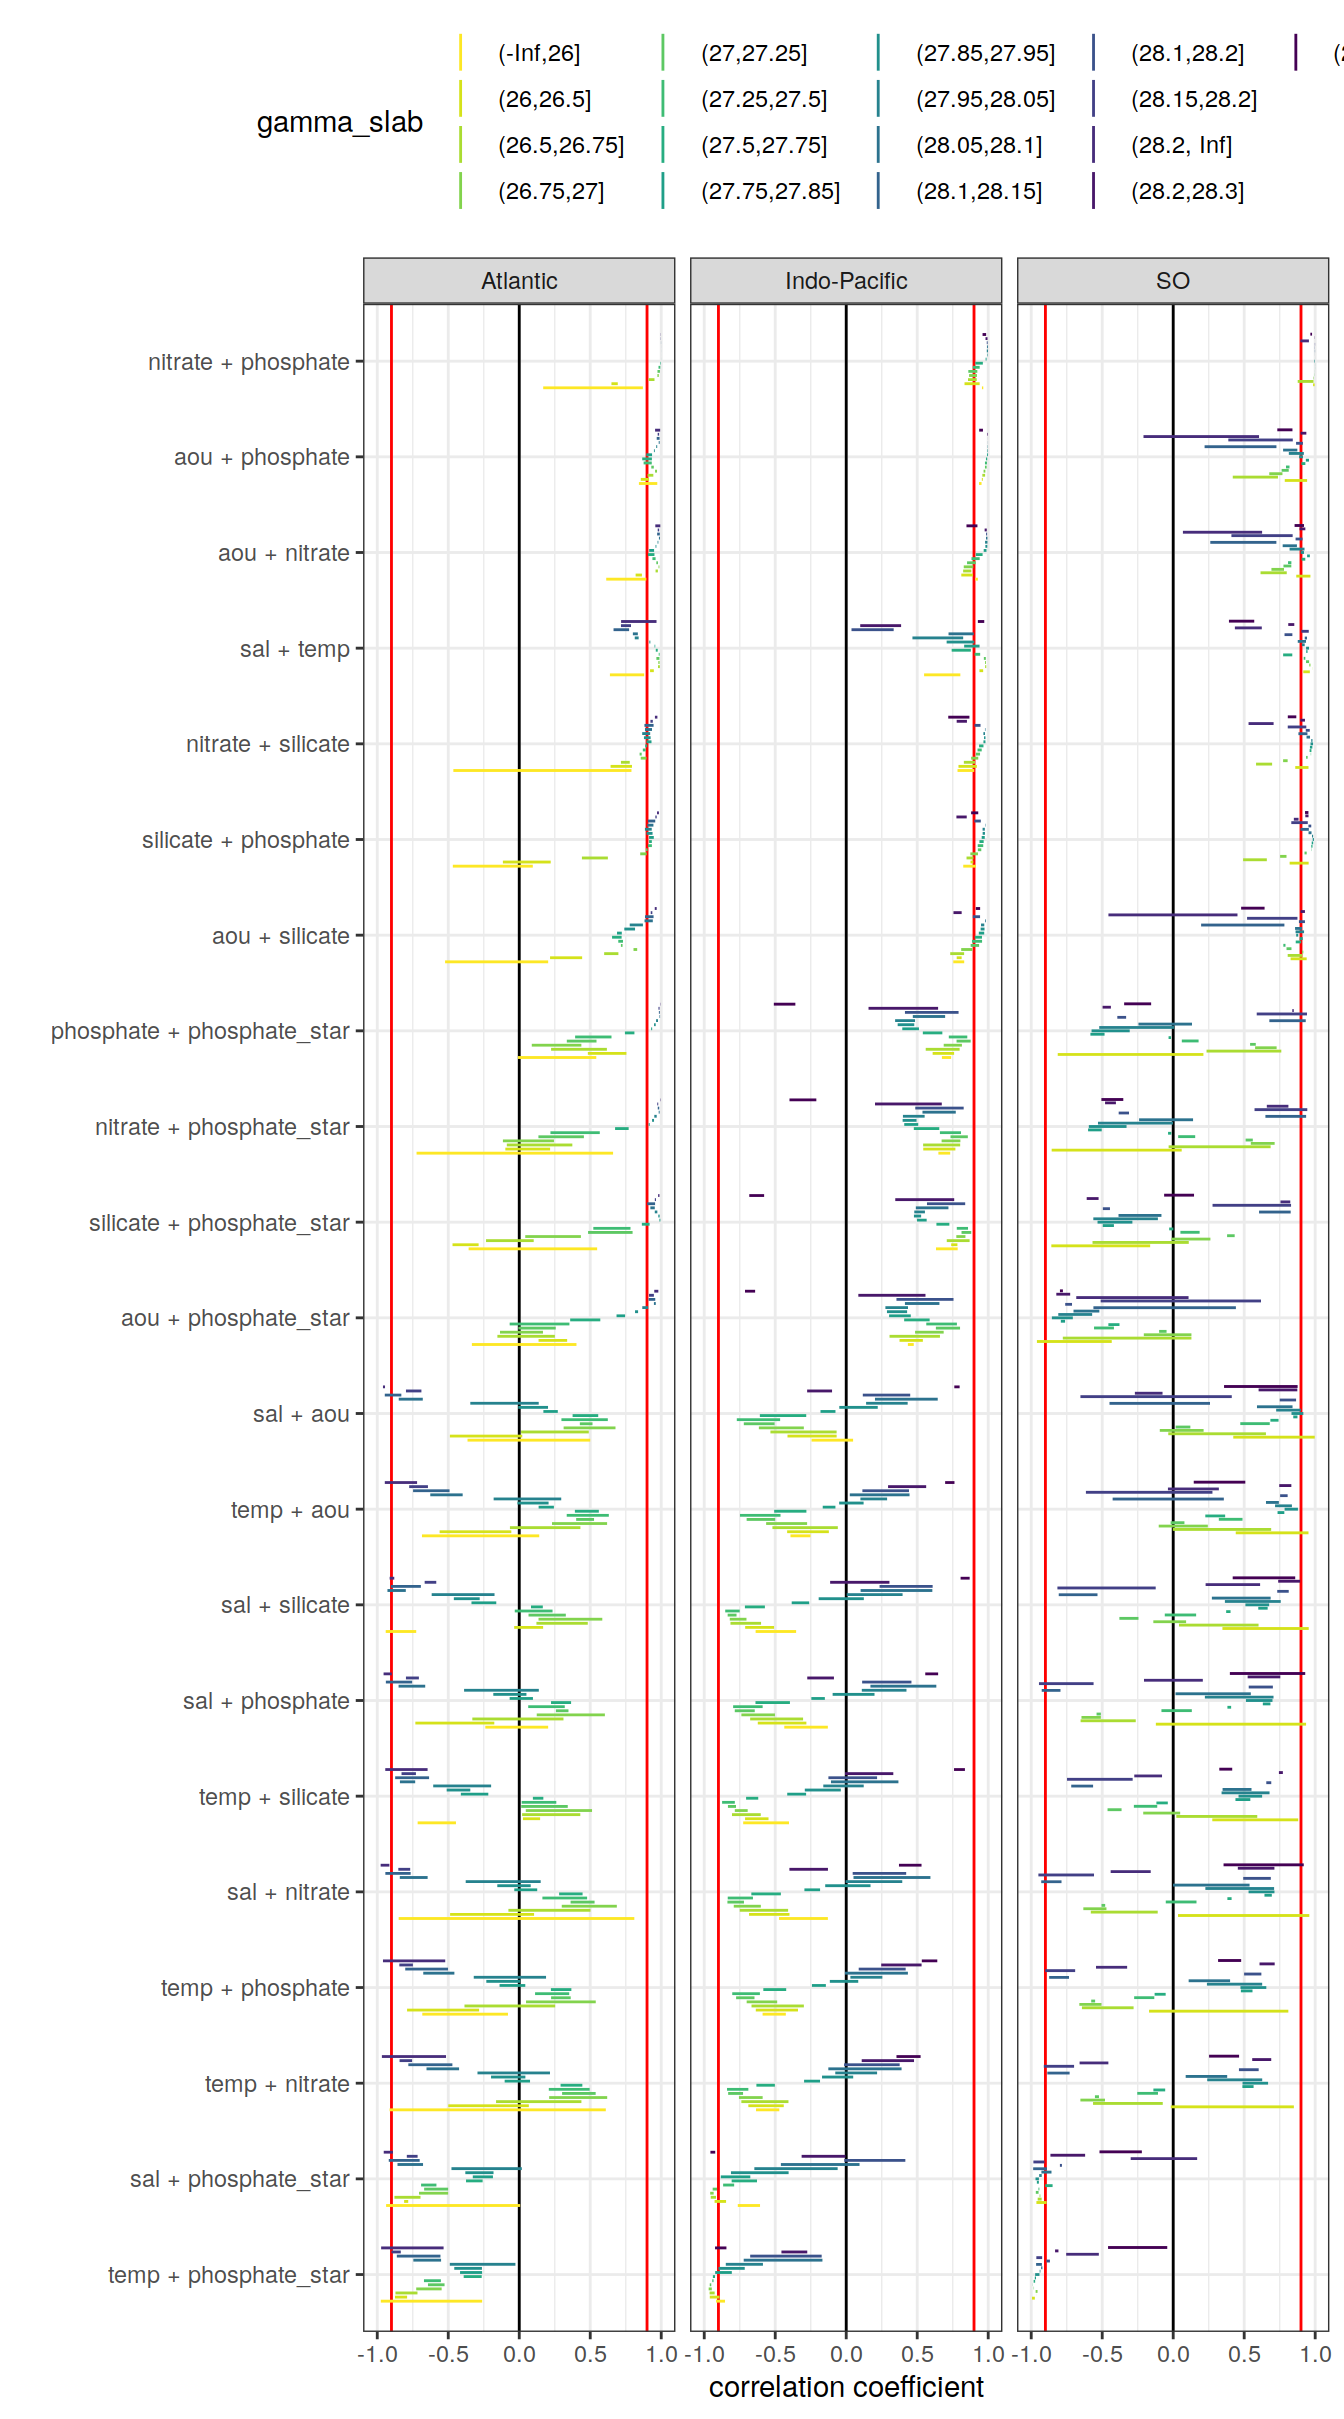 (-Inf,26] (27,27.25] (27.85,27.95] (28.1,28.2]
(26,26.5] (27.25,27.5] (27.95,28.05] (28.15,28.2]
gamma_slab
(26.5,26.75] (27.5,27.75] (28.05,28.1] (28.2, Inf]
(26.75,27] (27.75,27.85] (28.1,28.15] (28.2,28.3]
Atlantic Indo-Pacific SO
nitrate + phosphate
aou + phosphate
aou + nitrate
sal + temp
nitrate + silicate
silicate + phosphate
aou + silicate
phosphate + phosphate_star
nitrate + phosphate_star
silicate + phosphate_star
aou + phosphate_star
sal + aou
temp + aou
sal + silicate
sal + phosphate
temp + silicate
sal + nitrate
temp + phosphate
temp + nitrate
sal + phosphate_star
temp + phosphate_star
-1.0 -0.5 0.0 0.5 1.0 -1.0 -0.5 0.0 0.5 1.0 -1.0 -0.5 0.0 0.5 1.0
correlation coefficient